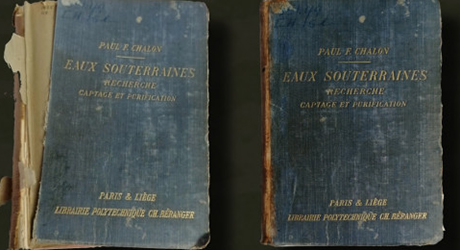 PAUL-F. CHALON
EAUX SOUTERRAINES
RECHERCHE
CAPTAGE ET PURIFICATION
PARIS & LIÈGE
LIBRAIRIE POLYTECHNIQUE CH. BÉRANGER
PAUL-F. CHALON
EAUX SOUTERRAINES
RECHERCHE
CAPTAGE ET PURIFICATION
PARIS & LIÈGE
LIBRAIRIE POLYTECHNIQUE CH. BÉRANGER